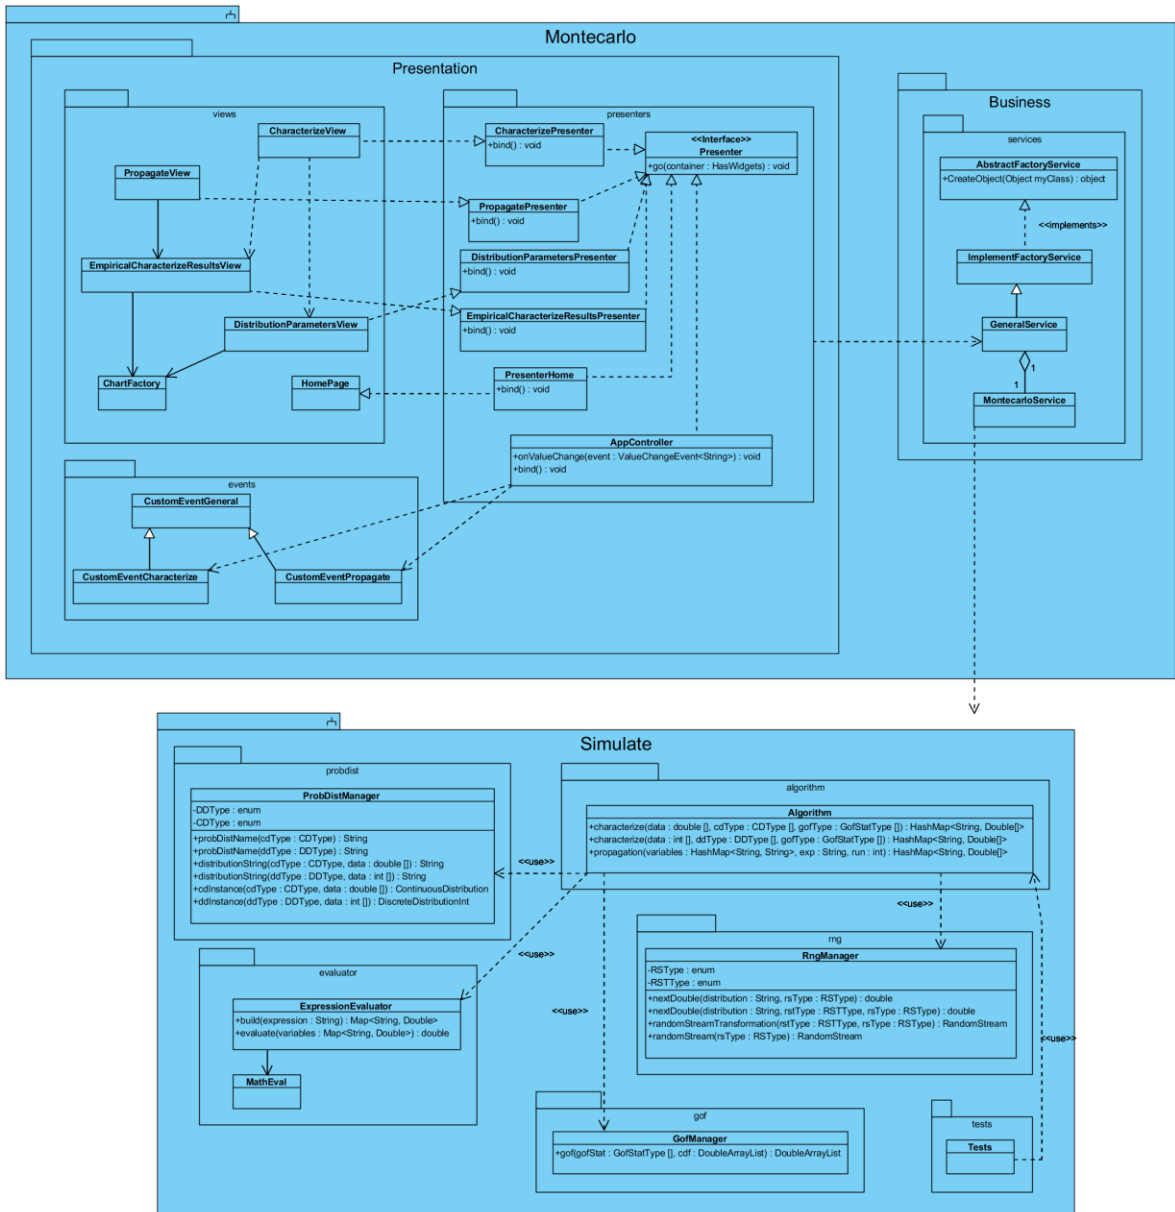 Montecarlo
Presentation
Business
views
presenters
services
CharacterizeView
CharacterizePresenter
+bind() : void
<<Interface>>
Presenter
+go(container : HasWidgets) : void
AbstractFactoryService
+CreateObject(Object myClass) : object
PropagateView
PropagatePresenter
+bind() : void
<<implements>>
DistributionParametersPresenter
+bind() : void
ImplementFactoryService
EmpiricalCharacterizeResultsView
EmpiricalCharacterizeResultsPresenter
+bind() : void
DistributionParametersView
GeneralService
1
1
ChartFactory
HomePage
PresenterHome
+bind() : void
MontecarloService
AppController
+onValueChange(event : ValueChangeEvent<String>) : void
+bind() : void
events
CustomEventGeneral
CustomEventCharacterize
CustomEventPropagate
Simulate
probdist
ProbDistManager
-DDType : enum
-CDType : enum
+probDistName(cdType : CDType) : String
+probDistName(ddType : DDType) : String
+distributionString(cdType : CDType, data : double []) : String
+distributionString(ddType : DDType, data : int []) : String
+cdInstance(cdType : CDType, data : double []) : ContinuousDistribution
+ddInstance(ddType : DDType, data : int []) : DiscreteDistributionInt
algorithm
Algorithm
+characterize(data : double [], cdType : CDType [], gofType : GofStatType []) : HashMap<String, Double[]>
+characterize(data : int [], ddType : DDType [], gofType : GofStatType []) : HashMap<String, Double[]>
+propagation(variables : HashMap<String, String>, exp : String, run : int) : HashMap<String, Double[]>
<<use>>
<<use>>
<<use>>
<<use>>
<<use>>
evaluator
ExpressionEvaluator
+build(expression : String) : Map<String, Double>
+evaluate(variables : Map<String, Double>) : double
MathEval
rng
RngManager
-RSType : enum
-RSTType : enum
+nextDouble(distribution : String, rsType : RSType) : double
+nextDouble(distribution : String, rstType : RSTType, rsType : RSType) : double
+randomStreamTransformation(rstType : RSTType, rsType : RSType) : RandomStream
+randomStream(rsType : RSType) : RandomStream
gof
GofManager
+gof(gofStat : GofStatType [], cdf : DoubleArrayList) : DoubleArrayList
tests
Tests